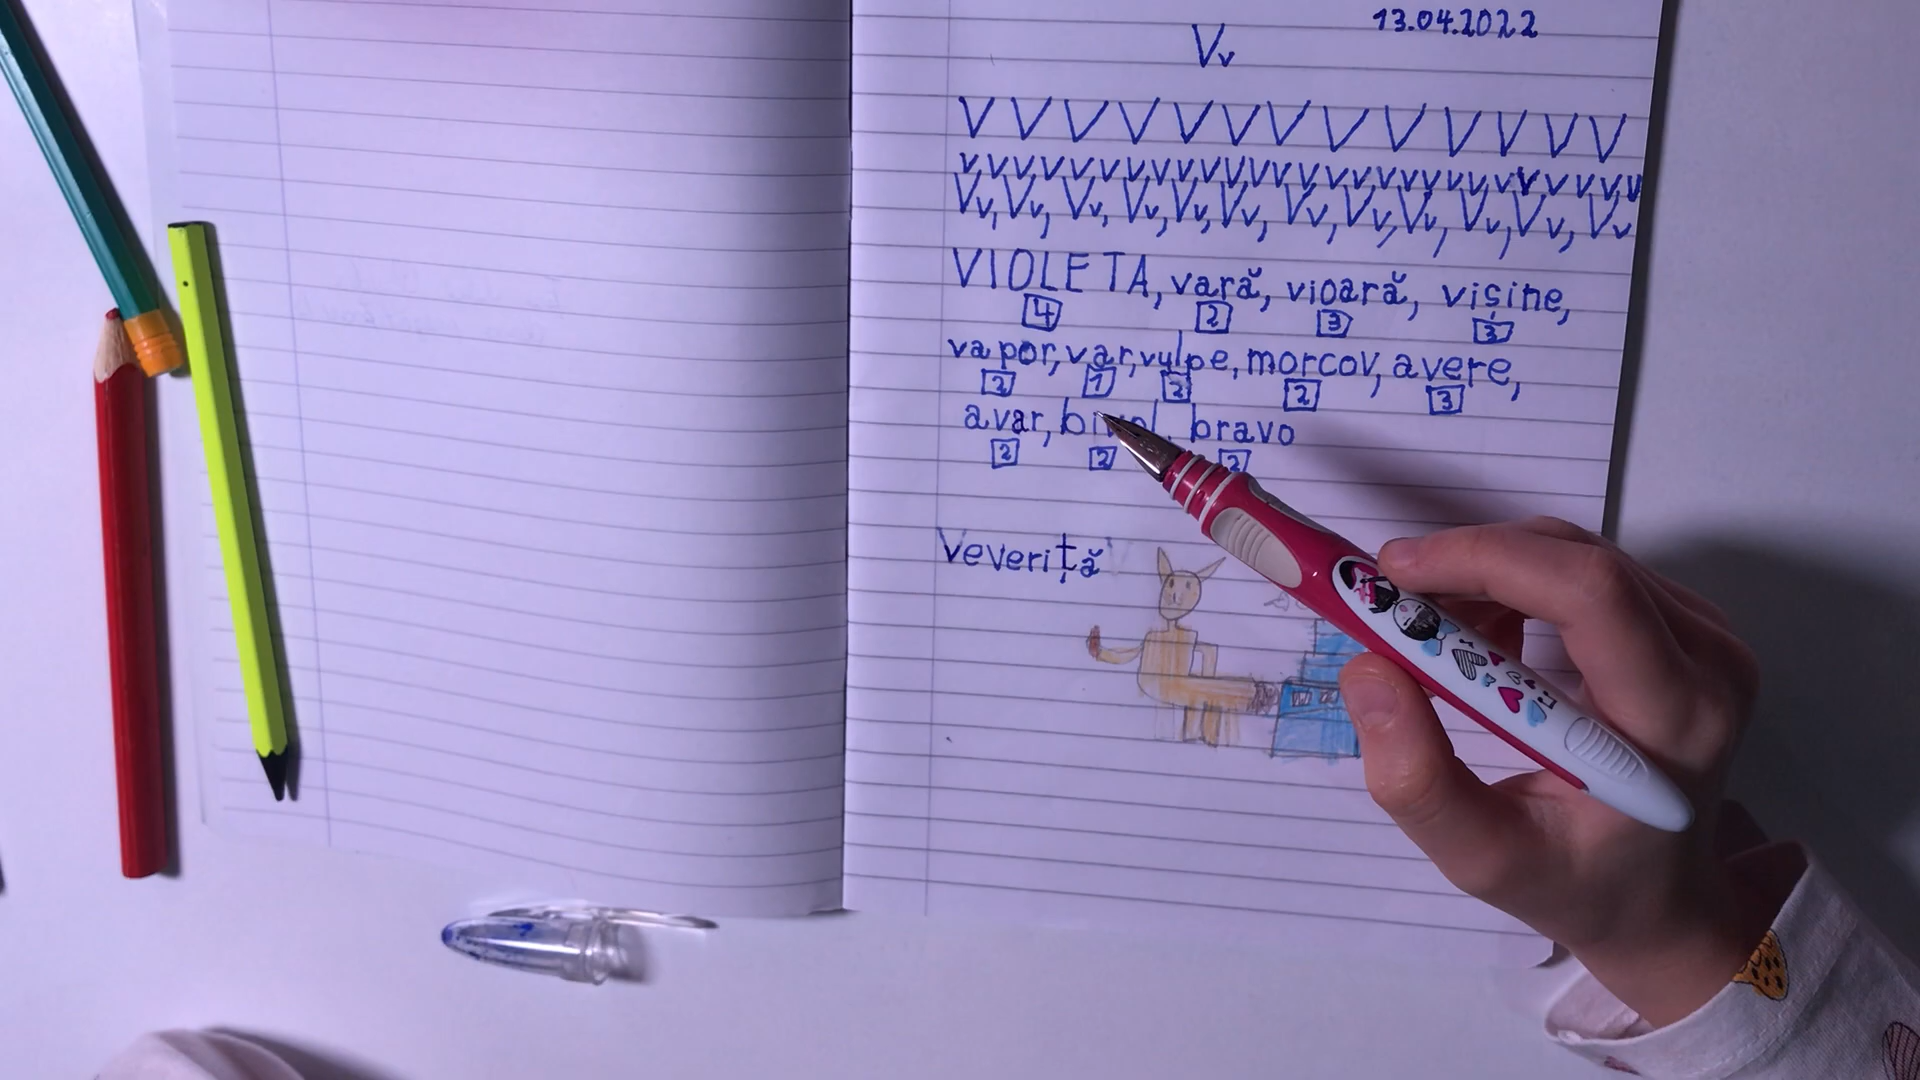 13.04.2022
Vv
V V V V V V V V V V V V V
v, v v v v v v, v v v v v v v v v v v v v v v v v v v v
Vv, Vv, Vv, Vv, Vv, Vv, Vv, Vv, Vv, Vv, Vv, Vv
VIOLETA, vară, vioară, vișine,
4 2 3 3
vapor, var, vulpe, morcov, avere,
2 1 2 2 3
avar, bivol, bravo
2 2 2
Veveriță